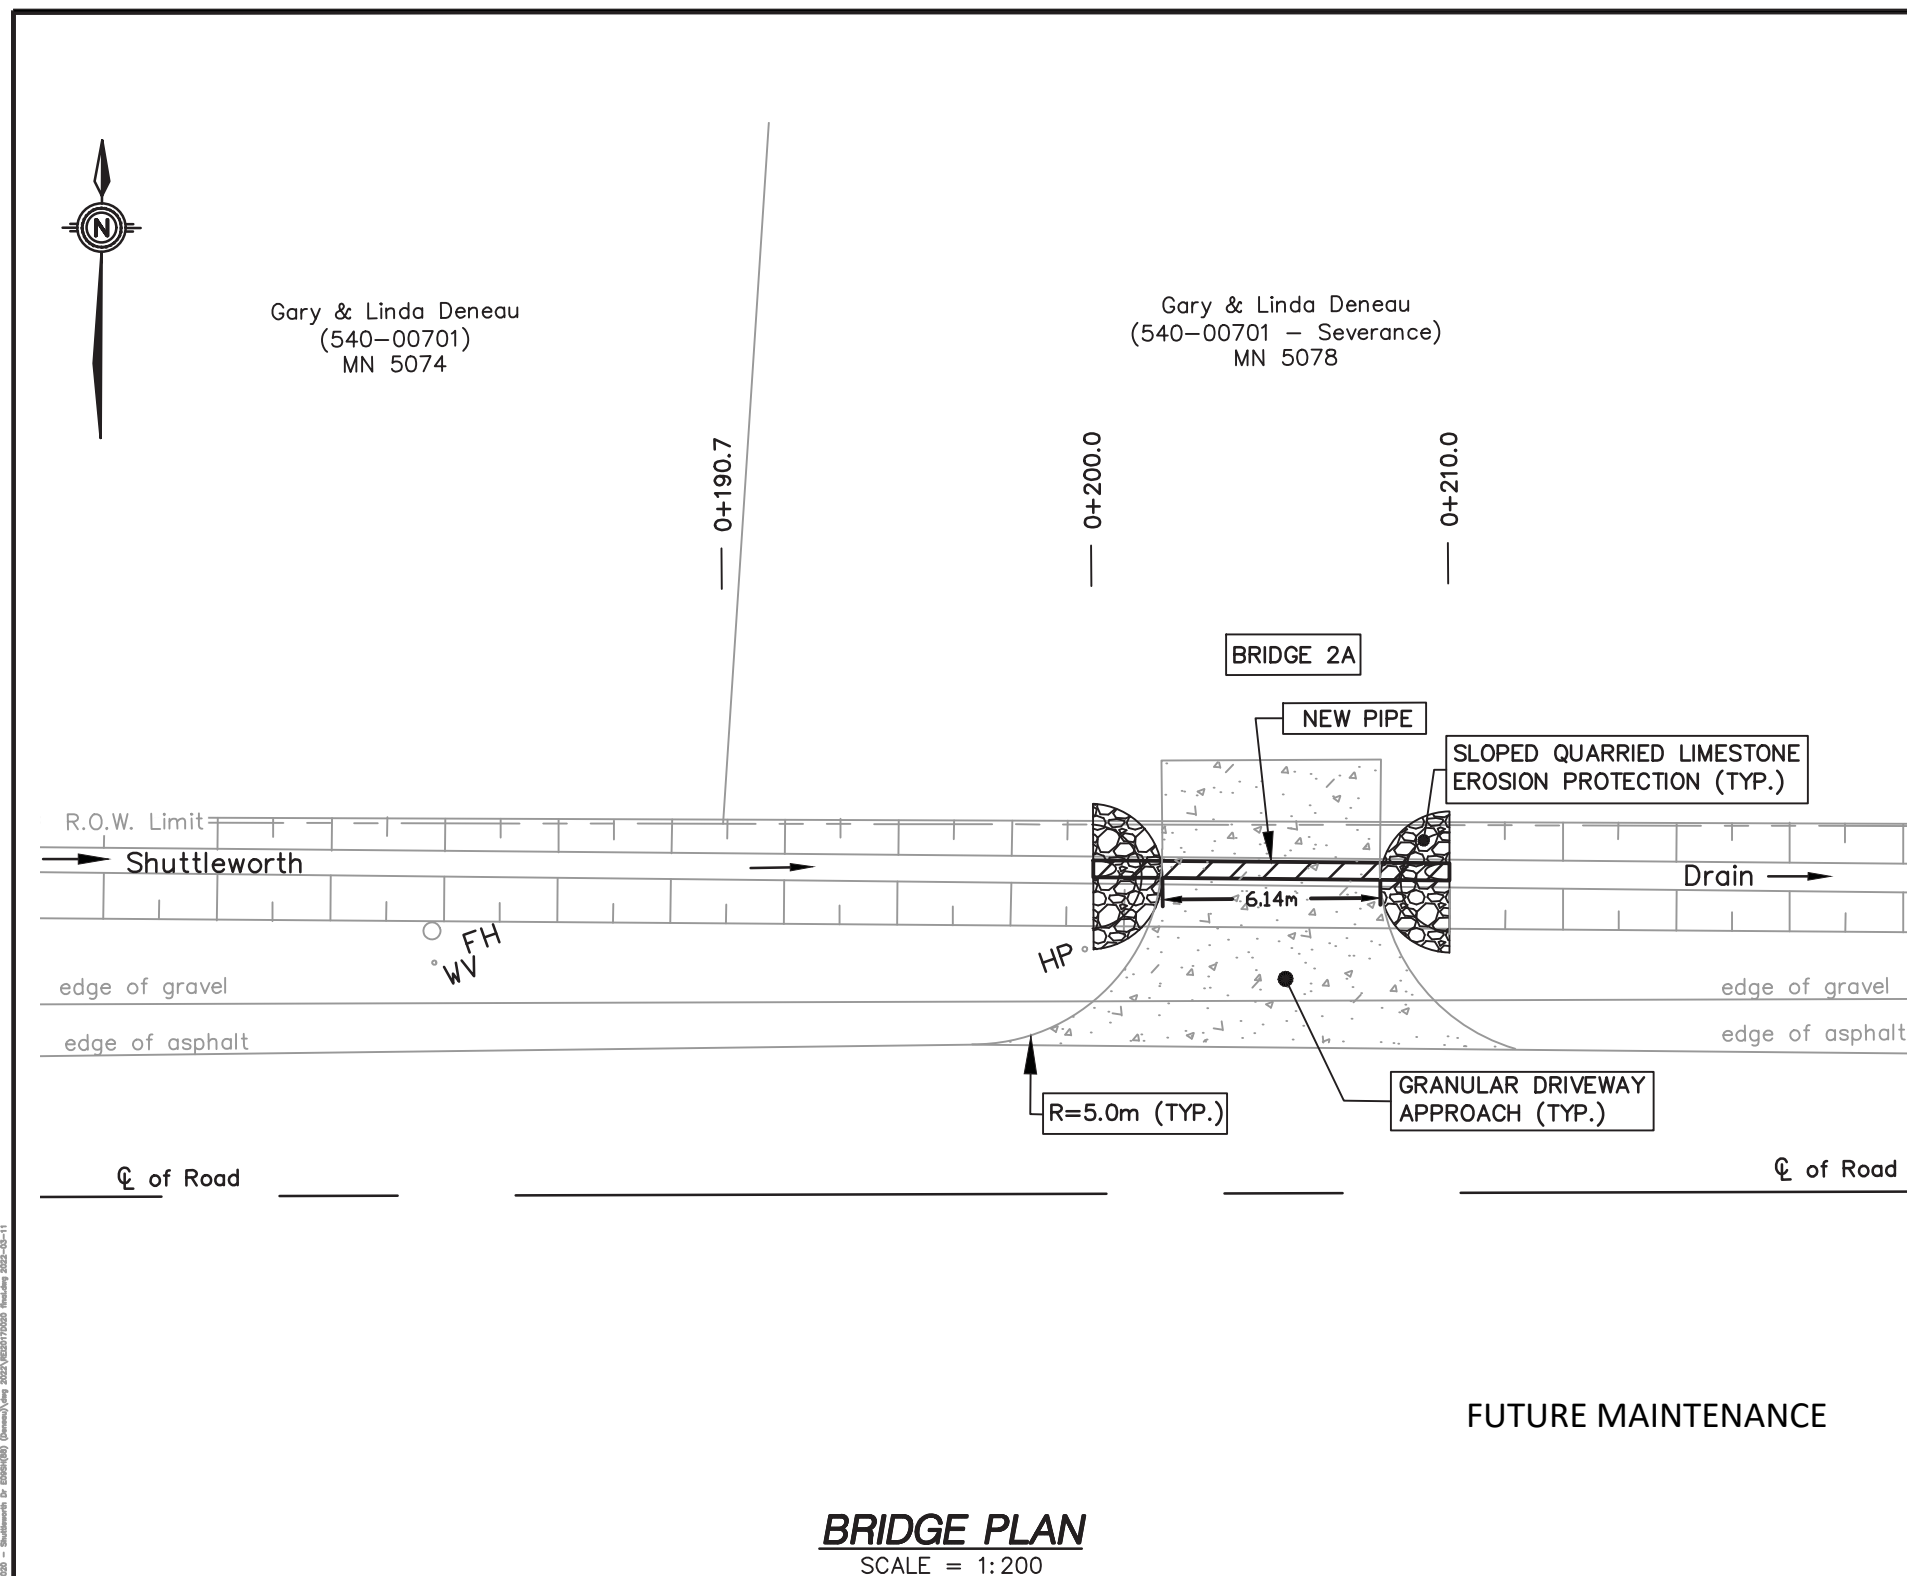 N
Gary & Linda Deneau
(540-00701)
MN 5074
Gary & Linda Deneau
(540-00701 - Severance)
MN 5078
0+190.7
0+200.0
0+210.0
BRIDGE 2A
NEW PIPE
SLOPED QUARRIED LIMESTONE
EROSION PROTECTION (TYP.)
R.O.W. Limit
Shuttleworth
Drain
6.14m
FH
WV
HP
edge of gravel
edge of gravel
edge of asphalt
edge of asphalt
R=5.0m (TYP.)
GRANULAR DRIVEWAY
APPROACH (TYP.)
℄ of Road
℄ of Road
FUTURE MAINTENANCE
BRIDGE PLAN
SCALE = 1:200